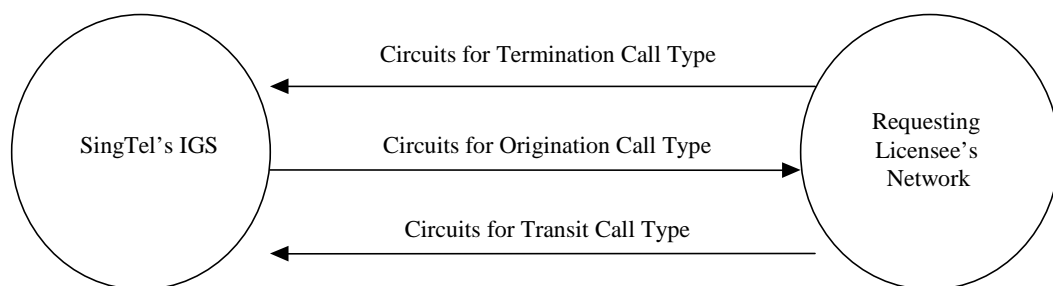 Circuits for Termination Call Type
SingTel's IGS
Circuits for Origination Call Type
Requesting
Licensee's
Network
Circuits for Transit Call Type